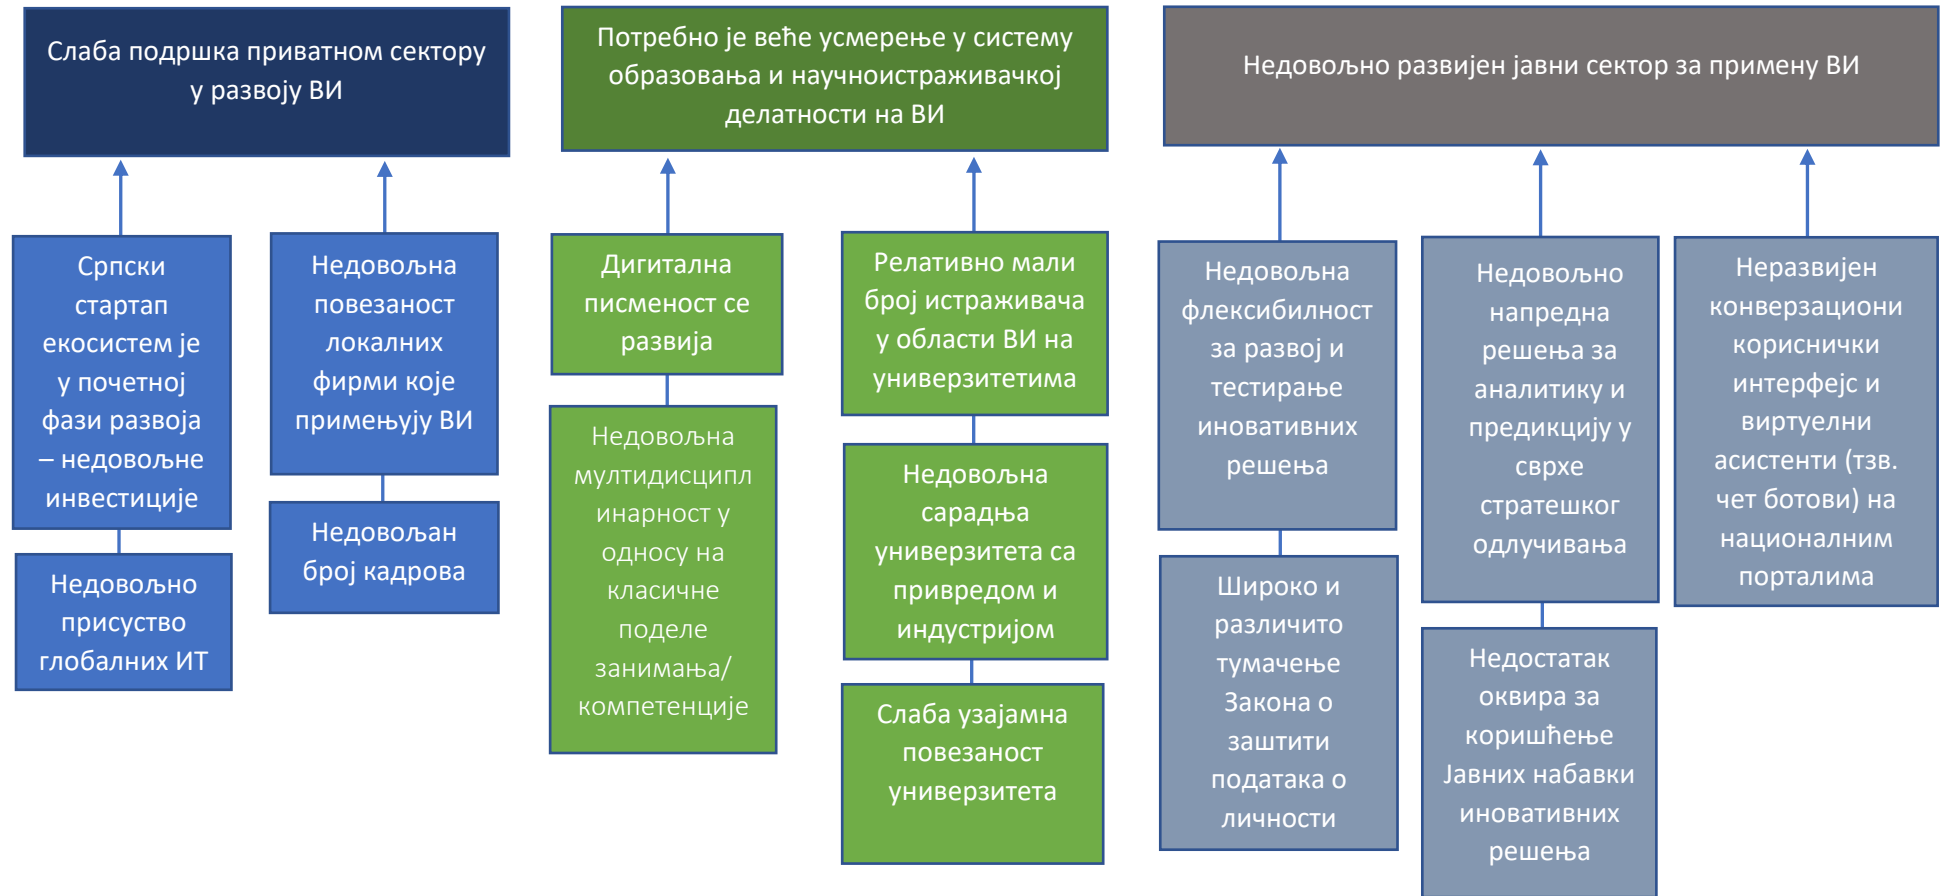 Слаба подршка приватном сектору
у развоју ВИ
Потребно је веће усмерење у систему
образовања и научноистраживачкој
делатности на ВИ
Недовољно развијен јавни сектор за примену ВИ
Српски
стартап
екосистем је
у почетној
фази развоја
– недовољне
инвестиције
Недовољно
присуство
глобалних ИТ
Недовољна
повезаност
локалних
фирми које
примењују ВИ
Недовољан
број кадрова
Дигитална
писменост се
развија
Недовољна
мултидисципл
инарност у
односу на
класичне
поделе
занимања/
компетенције
Релативно мали
број истраживача
у области ВИ на
универзитетима
Недовољна
сарадња
универзитета са
привредом и
индустријом
Слаба узајамна
повезаност
универзитета
Недовољна
флексибилност
за развој и
тестирање
иновативних
решења
Широко и
различито
тумачење
Закона о
заштити
података о
личности
Недовољно
напредна
решења за
аналитику и
предикцију у
сврхе
стратешког
одлучивања
Недостатак
оквира за
коришћење
Јавних набавки
иновативних
решења
Неразвијен
конверзациони
кориснички
интерфејс и
виртуелни
асистенти (тзв.
чет ботови) на
националним
порталима